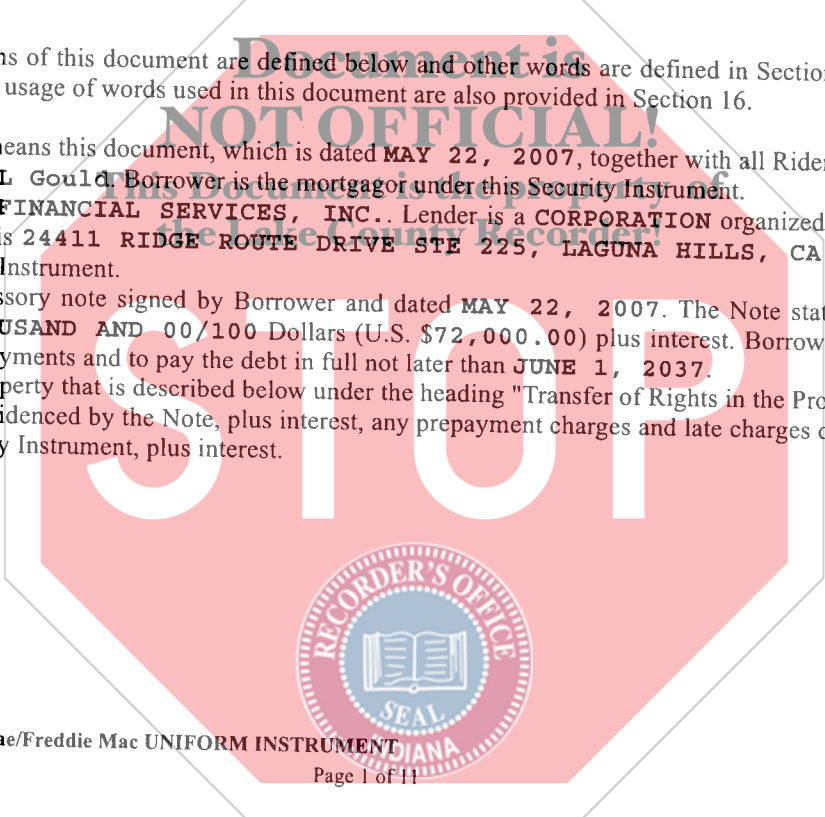 Document is
ns of this document are defined below and other words are defined in Section
usage of words used in this document are also provided in Section 16.
NOT OFFICIAL!
eans this document, which is dated MAY 22, 2007, together with all Rider
L Gould. Borrower is the mortgagor under this Security Instrument.
This Document is the property of
FINANCIAL SERVICES, INC.. Lender is a CORPORATION organized
the Lake County Recorder!
is 24411 RIDGE ROUTE DRIVE STE 225, LAGUNA HILLS, CA
Instrument.
ssory note signed by Borrower and dated MAY 22, 2007. The Note stat
USAND AND 00/100 Dollars (U.S. $72,000.00) plus interest. Borrow
yments and to pay the debt in full not later than JUNE 1, 2037.
perty that is described below under the heading "Transfer of Rights in the Pro
idenced by the Note, plus interest, any prepayment charges and late charges d
y Instrument, plus interest.
STOP
RECORDER'S OFFICE
SEAL
INDIANA
ae/Freddie Mac UNIFORM INSTRUMENT
Page 1 of 11